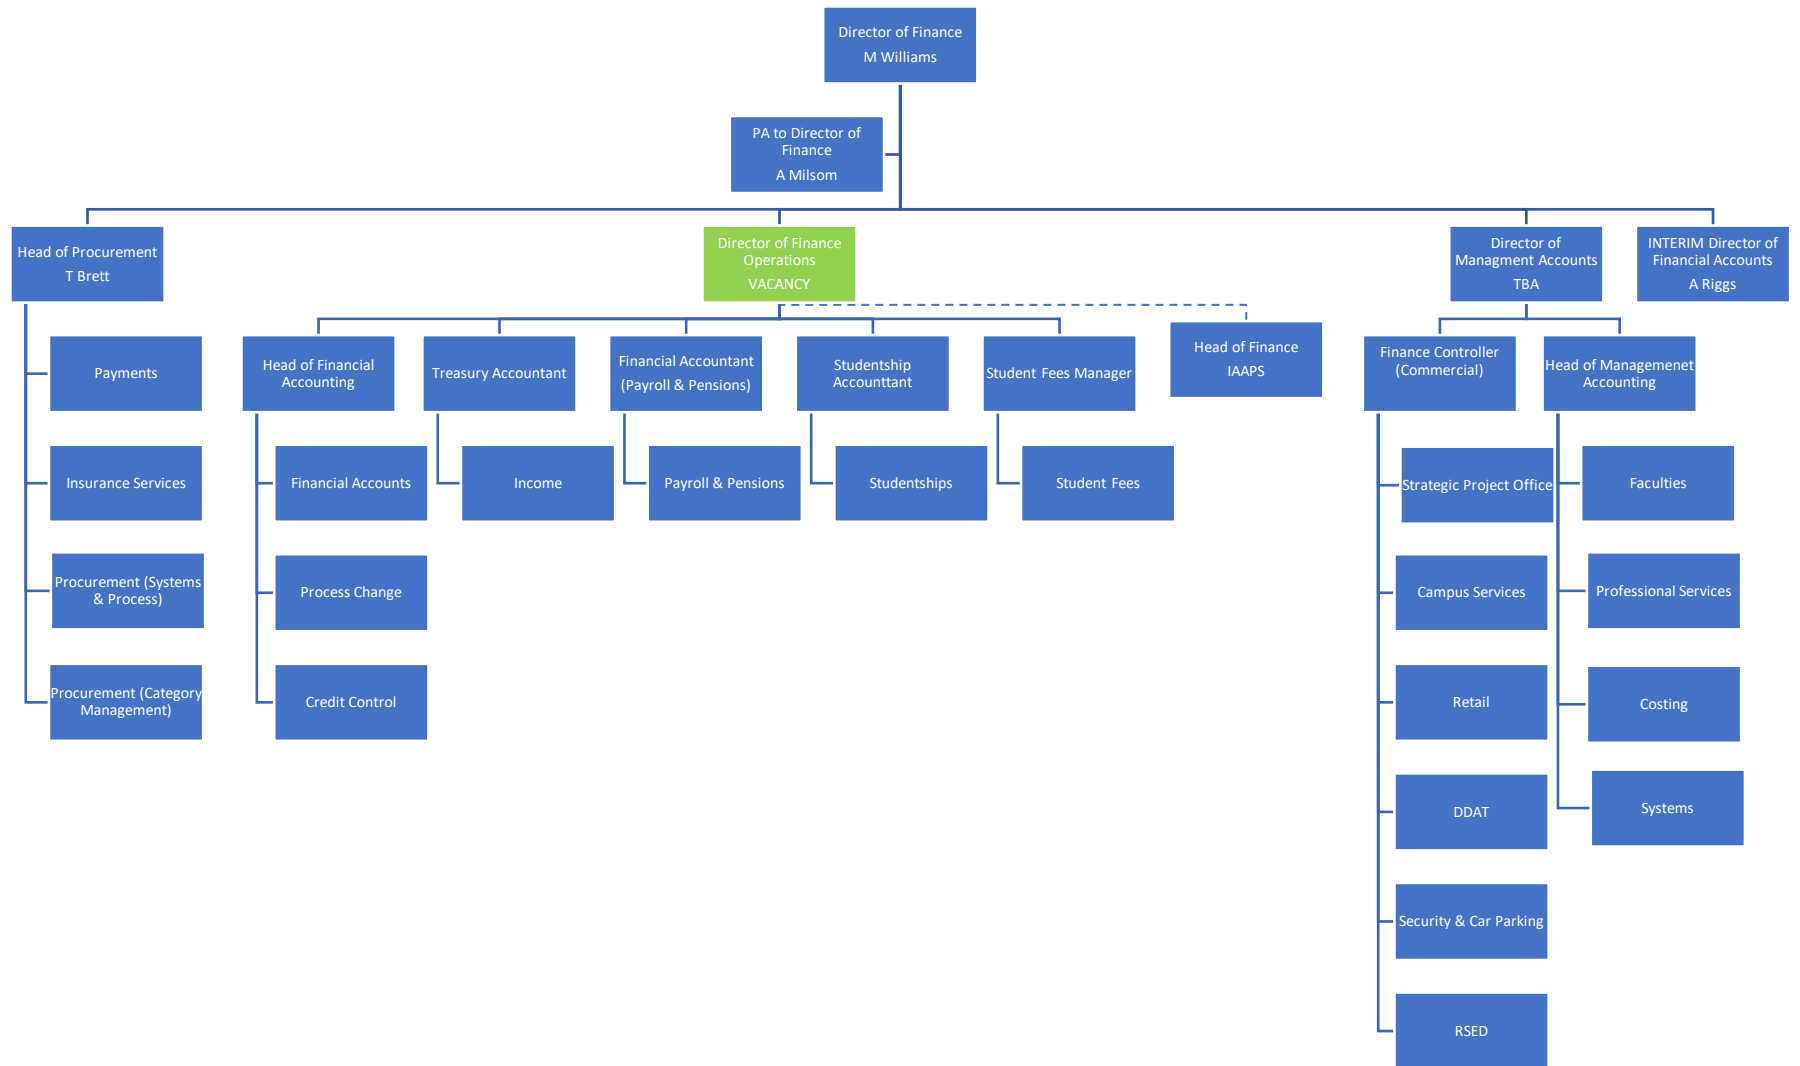 Director of Finance
M Williams
PA to Director of
Finance
A Milsom
Head of Procurement
T Brett
Director of Finance
Operations
VACANCY
Director of
Managment Accounts
TBA
INTERIM Director of
Financial Accounts
A Riggs
Payments
Insurance Services
Procurement (Systems
& Process)
Procurement (Category
Management)
Head of Financial
Accounting
Financial Accounts
Process Change
Credit Control
Treasury Accountant
Income
Financial Accountant
(Payroll & Pensions)
Payroll & Pensions
Studentship
Accounttant
Studentships
Student Fees Manager
Student Fees
Head of Finance
IAAPS
Finance Controller
(Commercial)
Strategic Project Office
Campus Services
Retail
DDAT
Security & Car Parking
RSED
Head of Managemenet
Accounting
Faculties
Professional Services
Costing
Systems